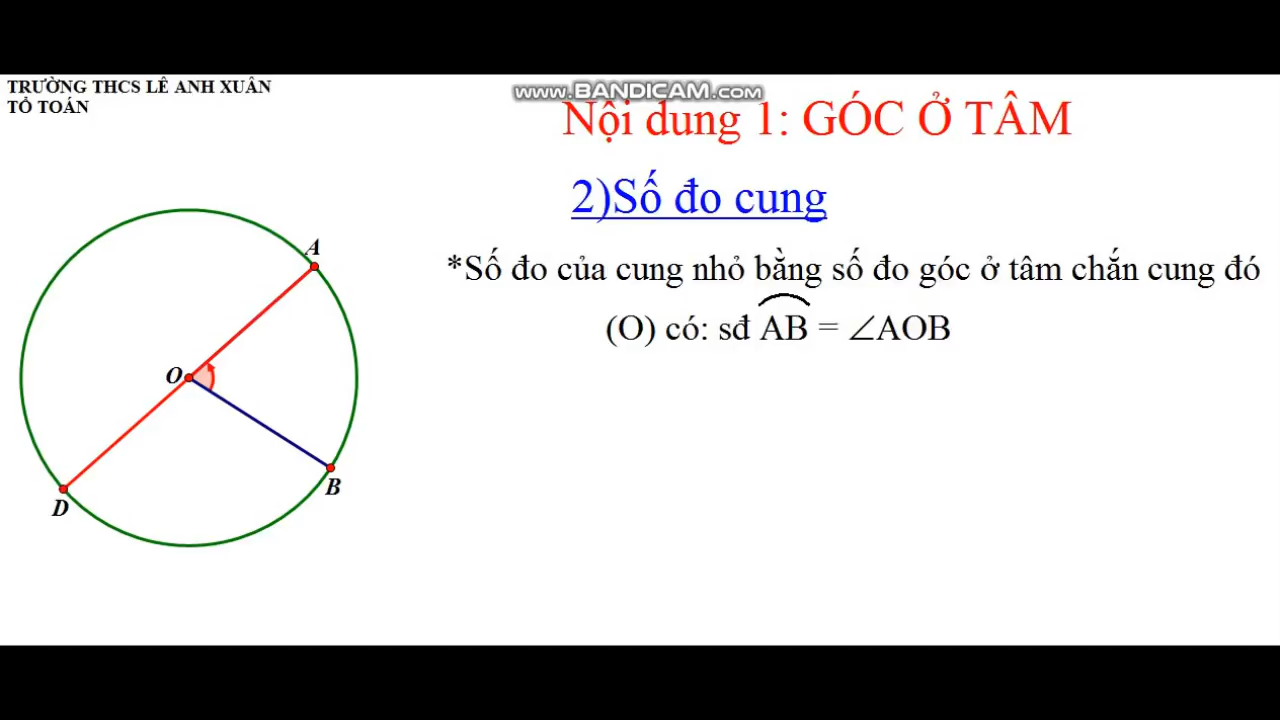 TRƯỜNG THCS LÊ ANH XUÂN
TỔ TOÁN
www.BANDICAM.com
Nội dung 1: GÓC Ở TÂM
2)Số đo cung
*Số đo của cung nhỏ bằng số đo góc ở tâm chắn cung đó
(O) có: sđ AB = ∠AOB
A
O
B
D